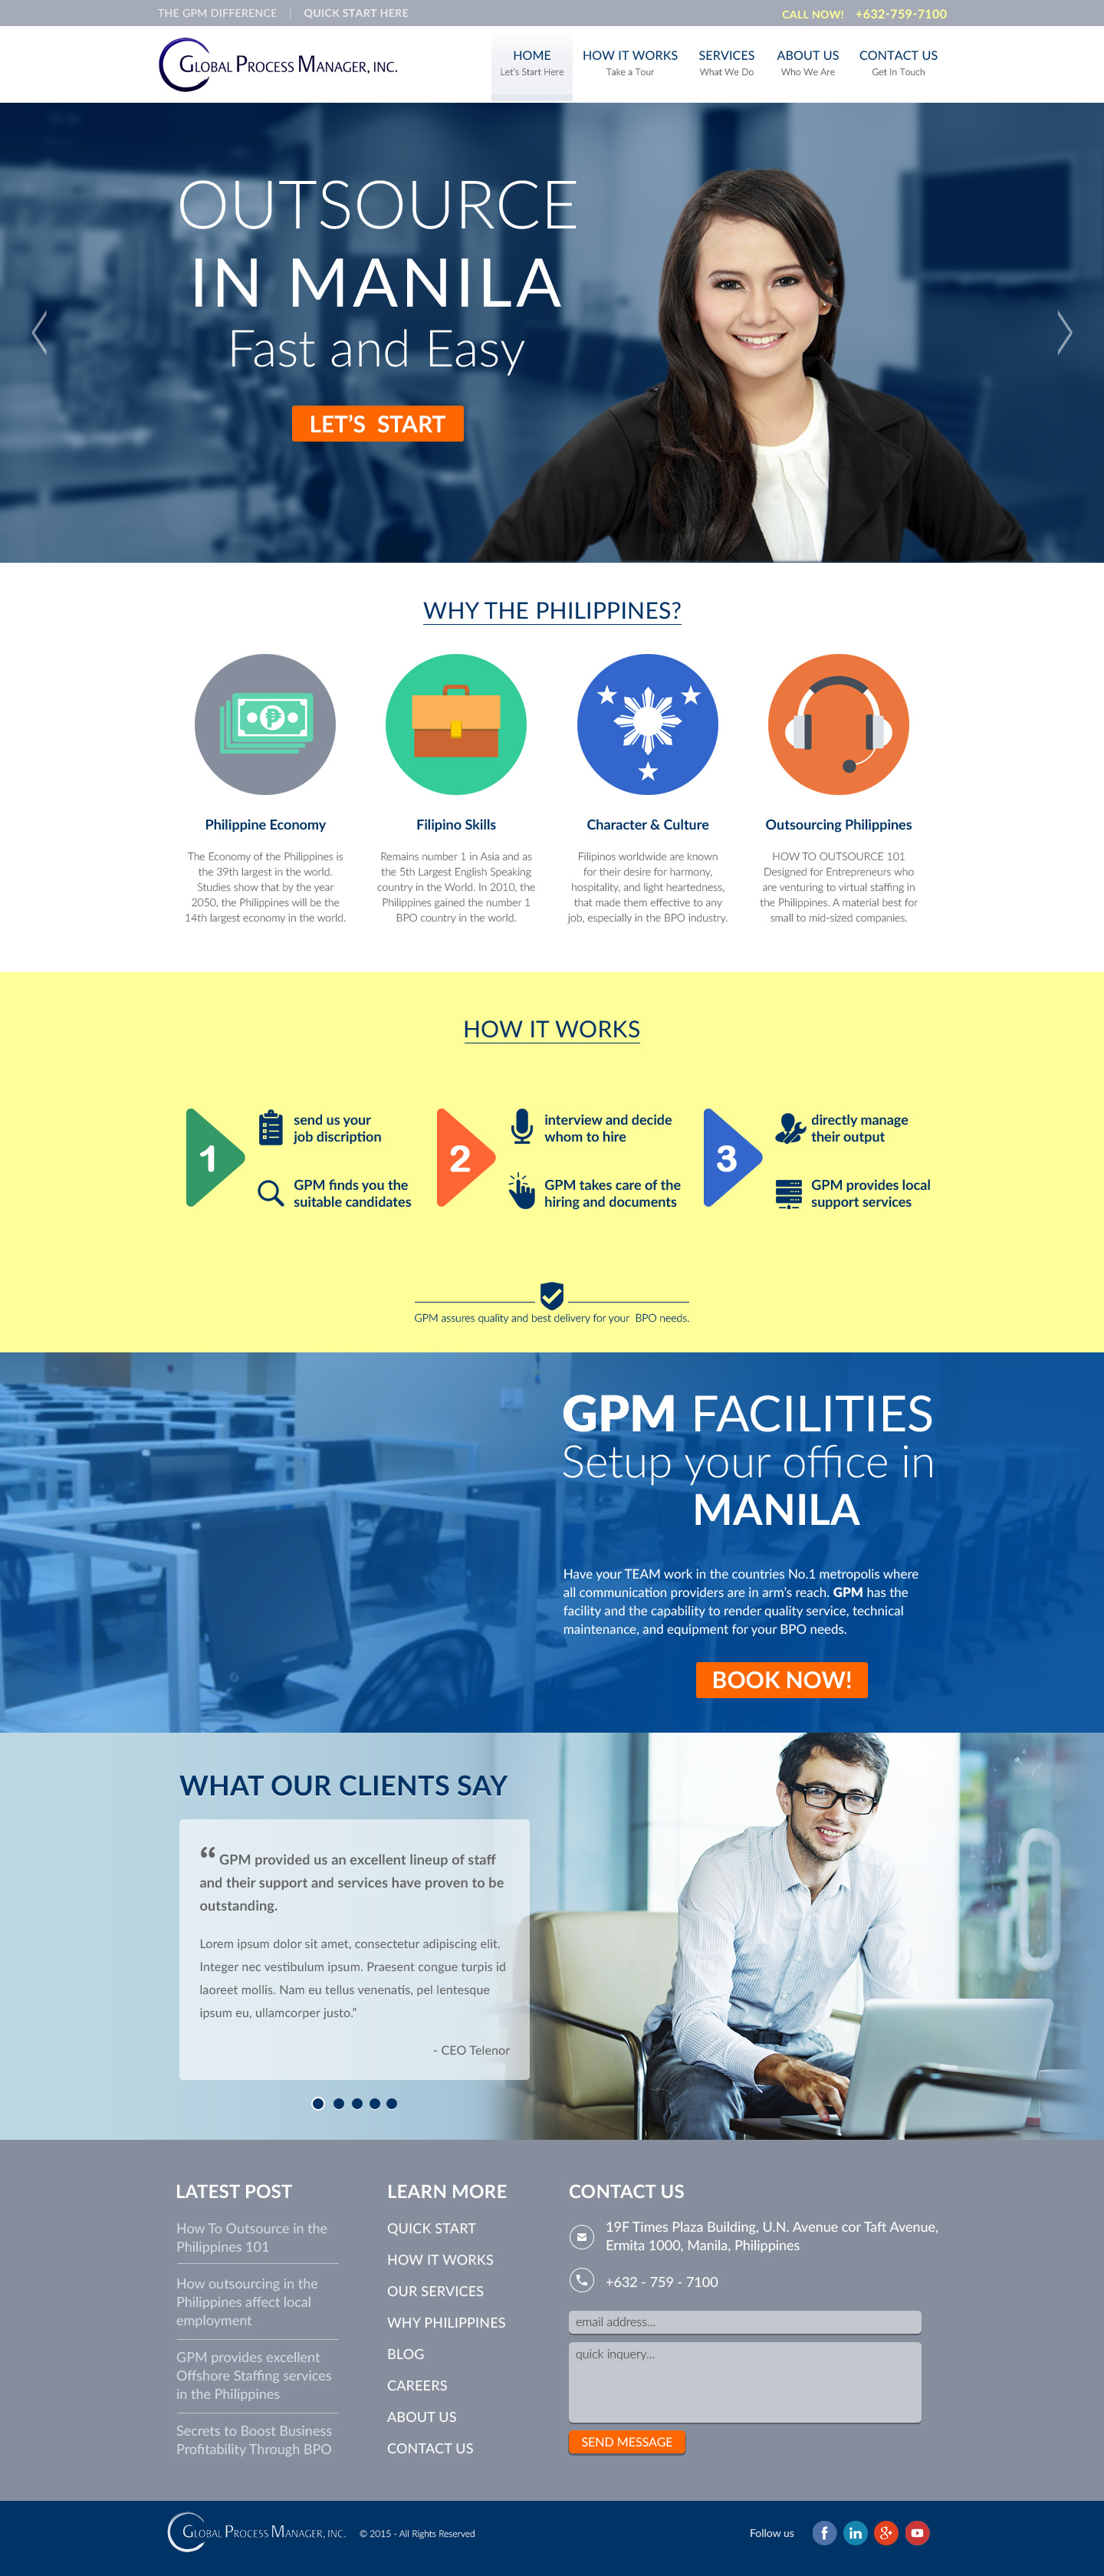 THE GPM DIFFERENCE | QUICK START HERE
CALL NOW! +632-759-7100
GLOBAL PROCESS MANAGER, INC.
HOME
Let's Start Here
HOW IT WORKS
Take a Tour
SERVICES
What We Do
ABOUT US
Who We Are
CONTACT US
Get In Touch
OUTSOURCE
IN MANILA
Fast and Easy
LET'S START
WHY THE PHILIPPINES?
Philippine Economy
The Economy of the Philippines is
the 39th largest in the world.
Studies show that by the year
2050, the Philippines will be the
14th largest economy in the world.
Filipino Skills
Remains number 1 in Asia and as
the 5th Largest English Speaking
country in the World. In 2010, the
Philippines gained the number 1
BPO country in the world.
Character & Culture
Filipinos worldwide are known
for their desire for harmony,
hospitality, and light heartedness,
that made them effective to any
job, especially in the BPO industry.
Outsourcing Philippines
HOW TO OUTSOURCE 101
Designed for Entrepreneurs who
are venturing to virtual staffing in
the Philippines. A material best for
small to mid-sized companies.
HOW IT WORKS
1
send us your
job discription
GPM finds you the
suitable candidates
2
interview and decide
whom to hire
GPM takes care of the
hiring and documents
3
directly manage
their output
GPM provides local
support services
GPM assures quality and best delivery for your BPO needs.
GPM FACILITIES
Setup your office in
MANILA
Have your TEAM work in the countries No.1 metropolis where
all communication providers are in arm's reach. GPM has the
facility and the capability to render quality service, technical
maintenance, and equipment for your BPO needs.
BOOK NOW!
WHAT OUR CLIENTS SAY
“ GPM provided us an excellent lineup of staff
and their support and services have proven to be
outstanding.
Lorem ipsum dolor sit amet, consectetur adipiscing elit.
Integer nec vestibulum ipsum. Praesent congue turpis id
laoreet mollis. Nam eu tellus venenatis, pel lentesque
ipsum eu, ullamcorper justo.”
- CEO Telenor
LATEST POST
How To Outsource in the
Philippines 101
How outsourcing in the
Philippines affect local
employment
GPM provides excellent
Offshore Staffing services
in the Philippines
Secrets to Boost Business
Profitability Through BPO
LEARN MORE
QUICK START
HOW IT WORKS
OUR SERVICES
WHY PHILIPPINES
BLOG
CAREERS
ABOUT US
CONTACT US
CONTACT US
19F Times Plaza Building, U.N. Avenue cor Taft Avenue,
Ermita 1000, Manila, Philippines
+632 - 759 - 7100
email address...
quick inquery...
SEND MESSAGE
GLOBAL PROCESS MANAGER, INC.
© 2015 - All Rights Reserved
Follow us